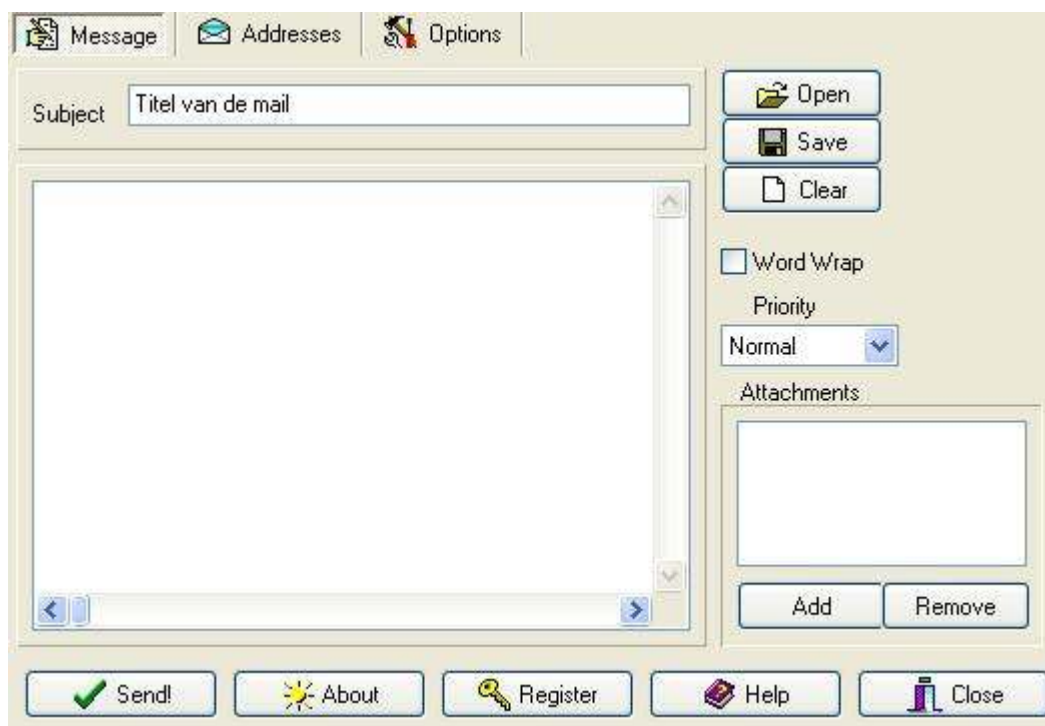 Message Addresses Options
Subject Titel van de mail
Open
Save
Clear
Word Wrap
Priority
Normal
Attachments
Add Remove
Send! About Register Help Close